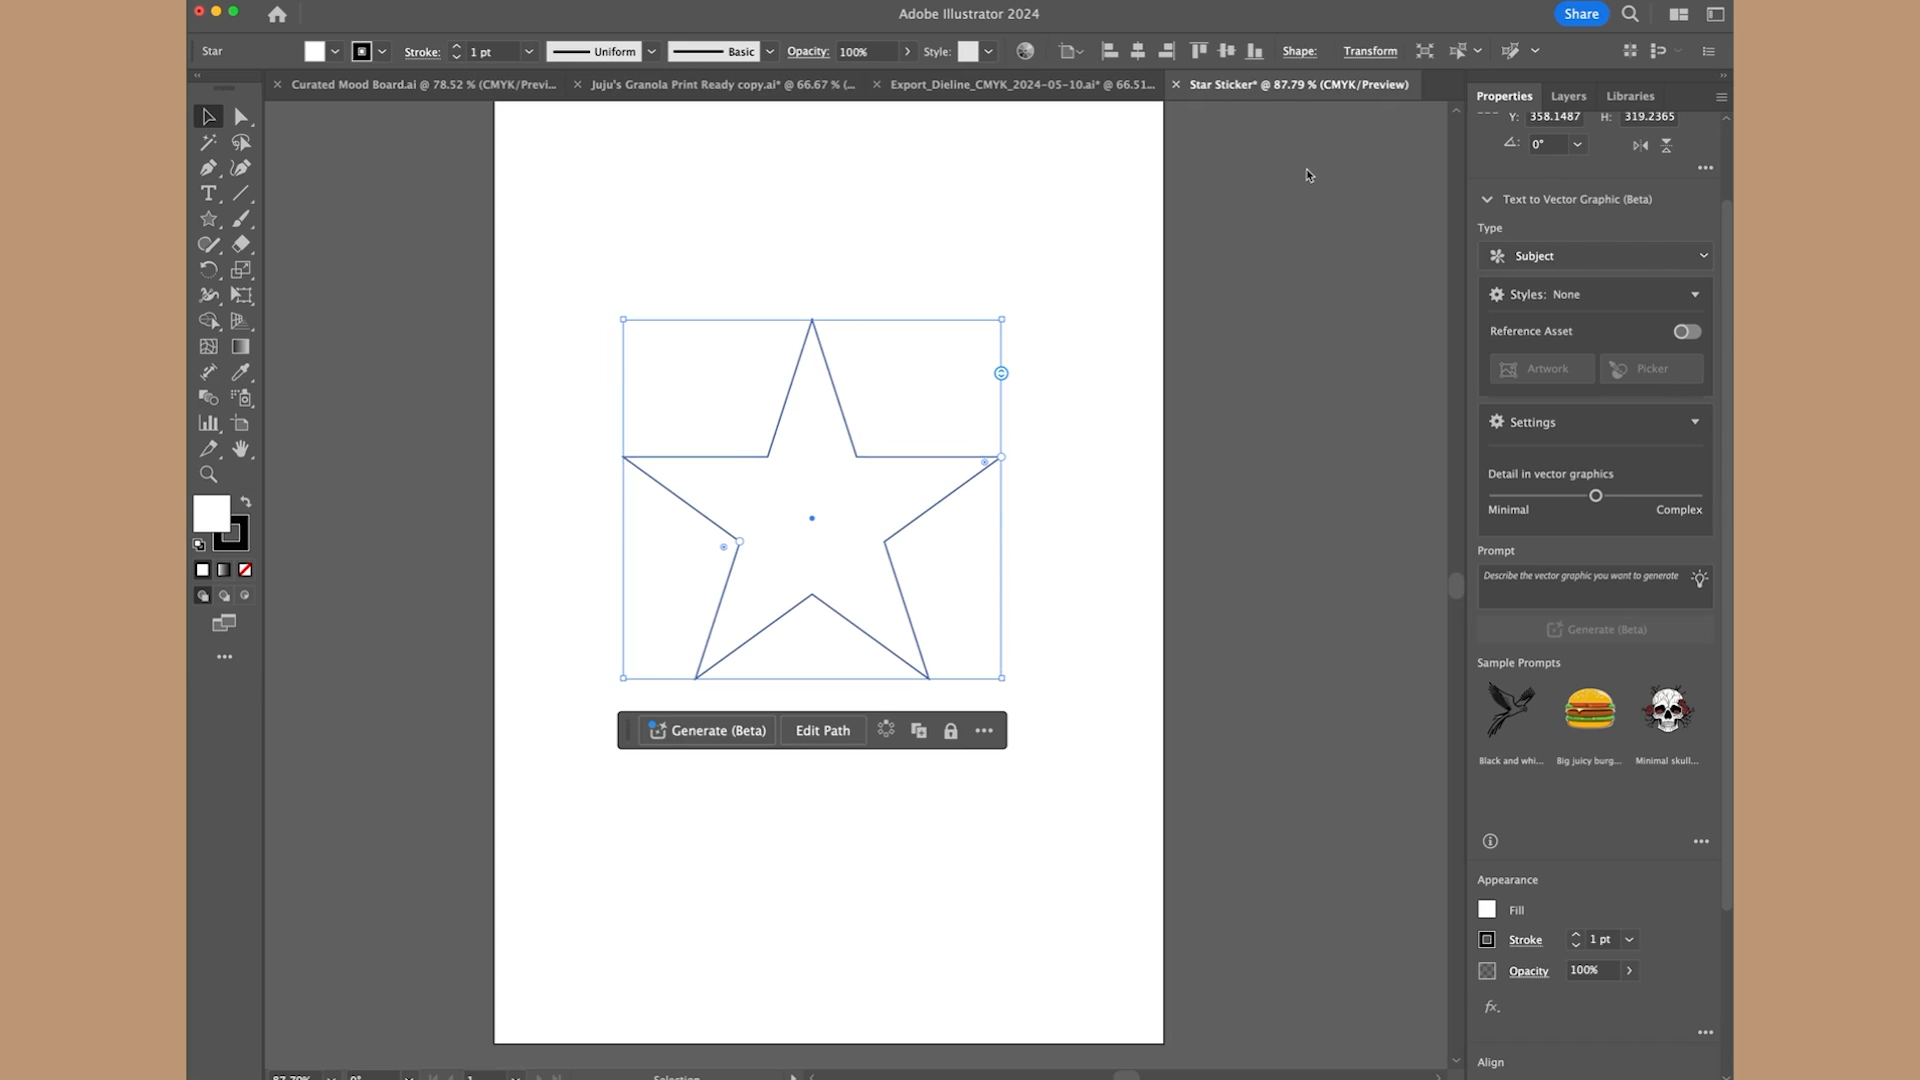 Adobe Illustrator 2024
Share
Star
Stroke: 1 pt
Uniform
Basic
Opacity: 100%
Style:
Shape:
Transform
Curated Mood Board.ai @ 78.52 % (CMYK/Previ...
Juju's Granola Print Ready copy.ai* @ 66.67 % (...
Export_Dieline_CMYK_2024-05-10.ai* @ 66.51...
Star Sticker* @ 87.79 % (CMYK/Preview)
Properties
Layers
Libraries
Y: 358.1487 H: 319.2365
0°
Text to Vector Graphic (Beta)
Type
Subject
Styles: None
Reference Asset
Artwork
Picker
Settings
Detail in vector graphics
Minimal
Complex
Prompt
Describe the vector graphic you want to generate
Generate (Beta)
Sample Prompts
Black and whi...
Big juicy burg...
Minimal skull...
Generate (Beta)
Edit Path
Appearance
Fill
Stroke
1 pt
Opacity
100%
fx.
Align
87.79%
0°
1
Selection